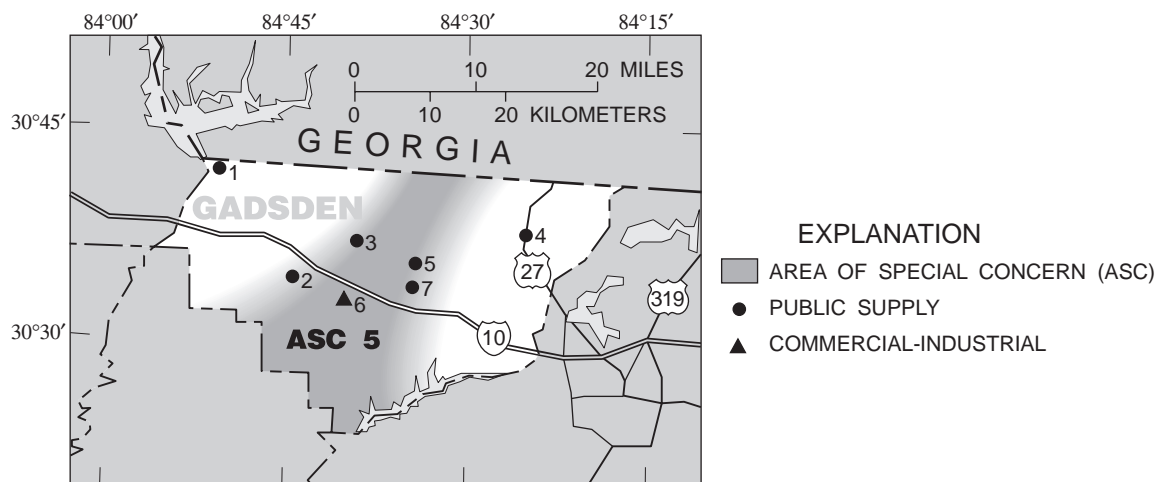 84°00′ 84°45′ 84°30′ 84°15′
0 10 20 MILES
0 10 20 KILOMETERS
30°45′
GEORGIA
1
GADSDEN
3
4
5
2
27
7
6
319
30°30′
ASC 5
10
EXPLANATION
AREA OF SPECIAL CONCERN (ASC)
PUBLIC SUPPLY
COMMERCIAL-INDUSTRIAL